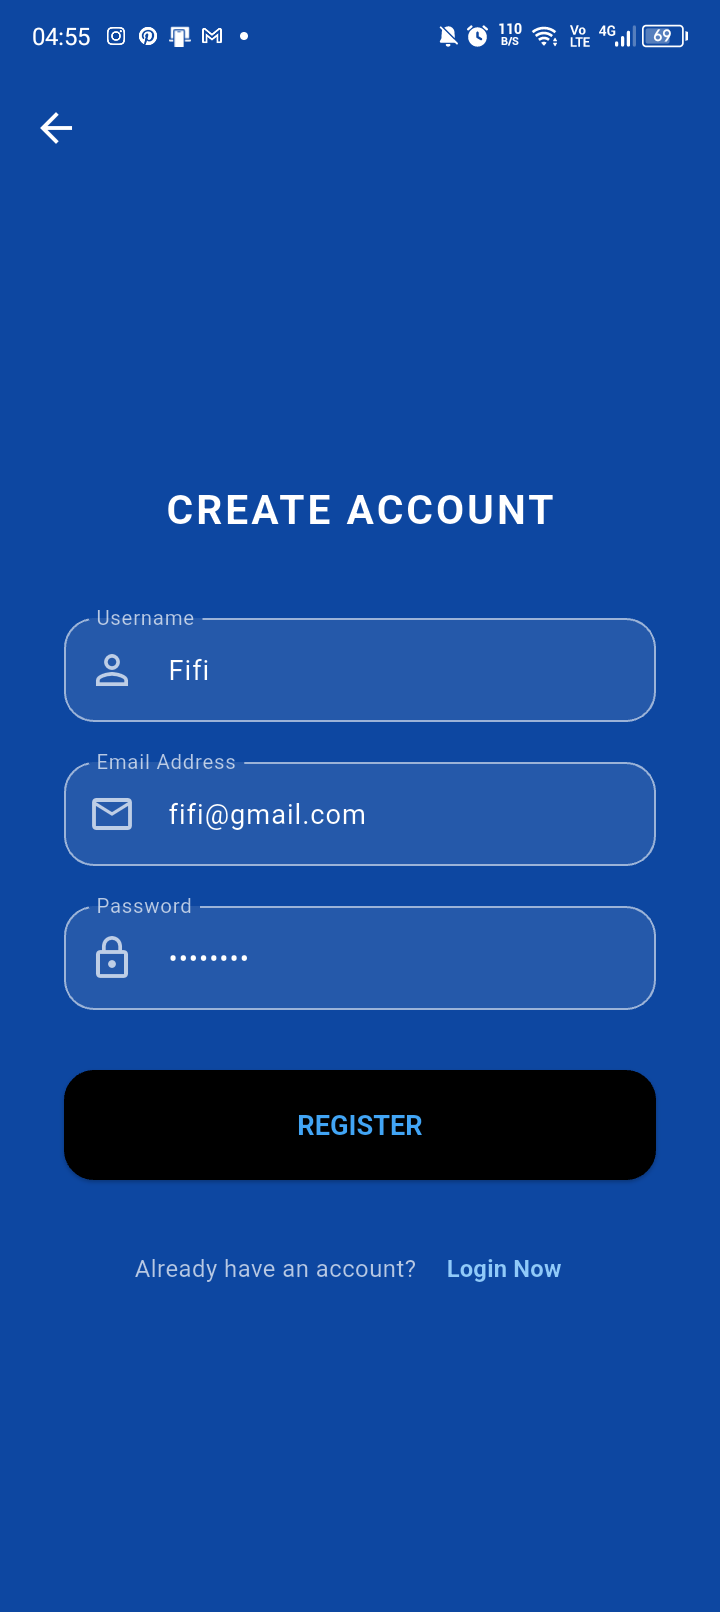 04:55 110 B/S Vo LTE 4G 69
CREATE ACCOUNT
Username
Fifi
Email Address
fifi@gmail.com
Password
••••••••
REGISTER
Already have an account? Login Now